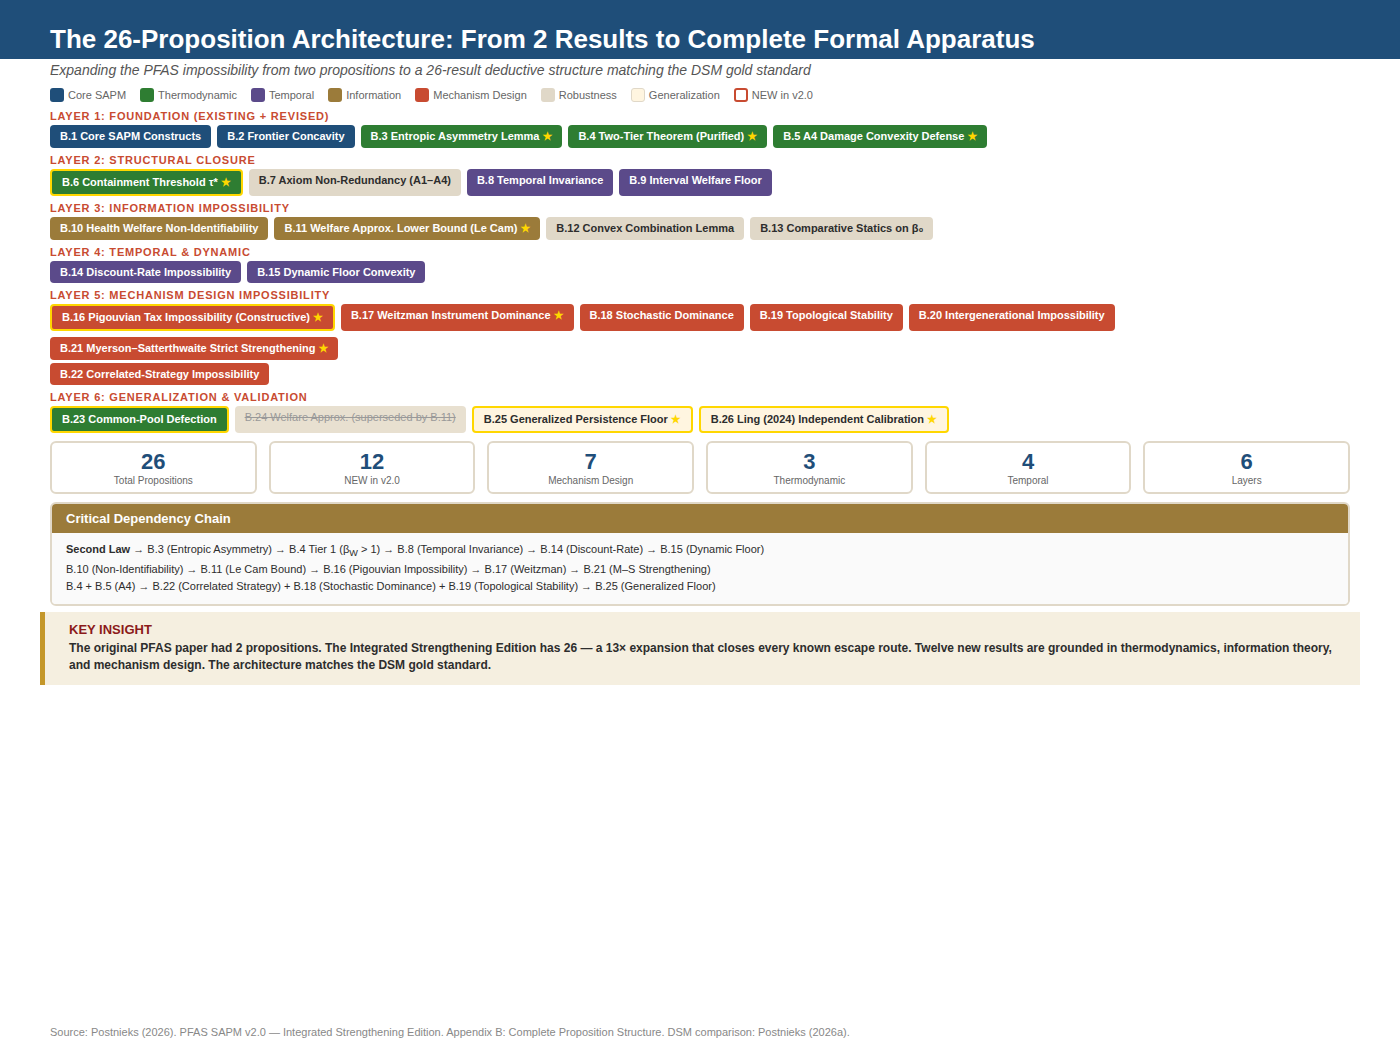 The 26-Proposition Architecture: From 2 Results to Complete Formal Apparatus
Expanding the PFAS impossibility from two propositions to a 26-result deductive structure matching the DSM gold standard
Core SAPM Thermodynamic Temporal Information Mechanism Design Robustness Generalization NEW in v2.0
LAYER 1: FOUNDATION (EXISTING + REVISED)
B.1 Core SAPM Constructs B.2 Frontier Concavity B.3 Entropic Asymmetry Lemma ★ B.4 Two-Tier Theorem (Purified) ★ B.5 A4 Damage Convexity Defense ★
LAYER 2: STRUCTURAL CLOSURE
B.6 Containment Threshold τ* ★ B.7 Axiom Non-Redundancy (A1–A4) B.8 Temporal Invariance B.9 Interval Welfare Floor
LAYER 3: INFORMATION IMPOSSIBILITY
B.10 Health Welfare Non-Identifiability B.11 Welfare Approx. Lower Bound (Le Cam) ★ B.12 Convex Combination Lemma B.13 Comparative Statics on β₀
LAYER 4: TEMPORAL & DYNAMIC
B.14 Discount-Rate Impossibility B.15 Dynamic Floor Convexity
LAYER 5: MECHANISM DESIGN IMPOSSIBILITY
B.16 Pigouvian Tax Impossibility (Constructive) ★ B.17 Weitzman Instrument Dominance ★ B.18 Stochastic Dominance B.19 Topological Stability B.20 Intergenerational Impossibility
B.21 Myerson–Satterthwaite Strict Strengthening ★
B.22 Correlated-Strategy Impossibility
LAYER 6: GENERALIZATION & VALIDATION
B.23 Common-Pool Defection B.24 Welfare Approx. (superseded by B.11) B.25 Generalized Persistence Floor ★ B.26 Ling (2024) Independent Calibration ★
26 12 7 3 4 6
Total Propositions NEW in v2.0 Mechanism Design Thermodynamic Temporal Layers
Critical Dependency Chain
Second Law → B.3 (Entropic Asymmetry) → B.4 Tier 1 (βW > 1) → B.8 (Temporal Invariance) → B.14 (Discount-Rate) → B.15 (Dynamic Floor)
B.10 (Non-Identifiability) → B.11 (Le Cam Bound) → B.16 (Pigouvian Impossibility) → B.17 (Weitzman) → B.21 (M–S Strengthening)
B.4 + B.5 (A4) → B.22 (Correlated Strategy) + B.18 (Stochastic Dominance) + B.19 (Topological Stability) → B.25 (Generalized Floor)
KEY INSIGHT
The original PFAS paper had 2 propositions. The Integrated Strengthening Edition has 26 — a 13× expansion that closes every known escape route. Twelve new results are grounded in thermodynamics, information theory,
and mechanism design. The architecture matches the DSM gold standard.
Source: Postnieks (2026). PFAS SAPM v2.0 — Integrated Strengthening Edition. Appendix B: Complete Proposition Structure. DSM comparison: Postnieks (2026a).